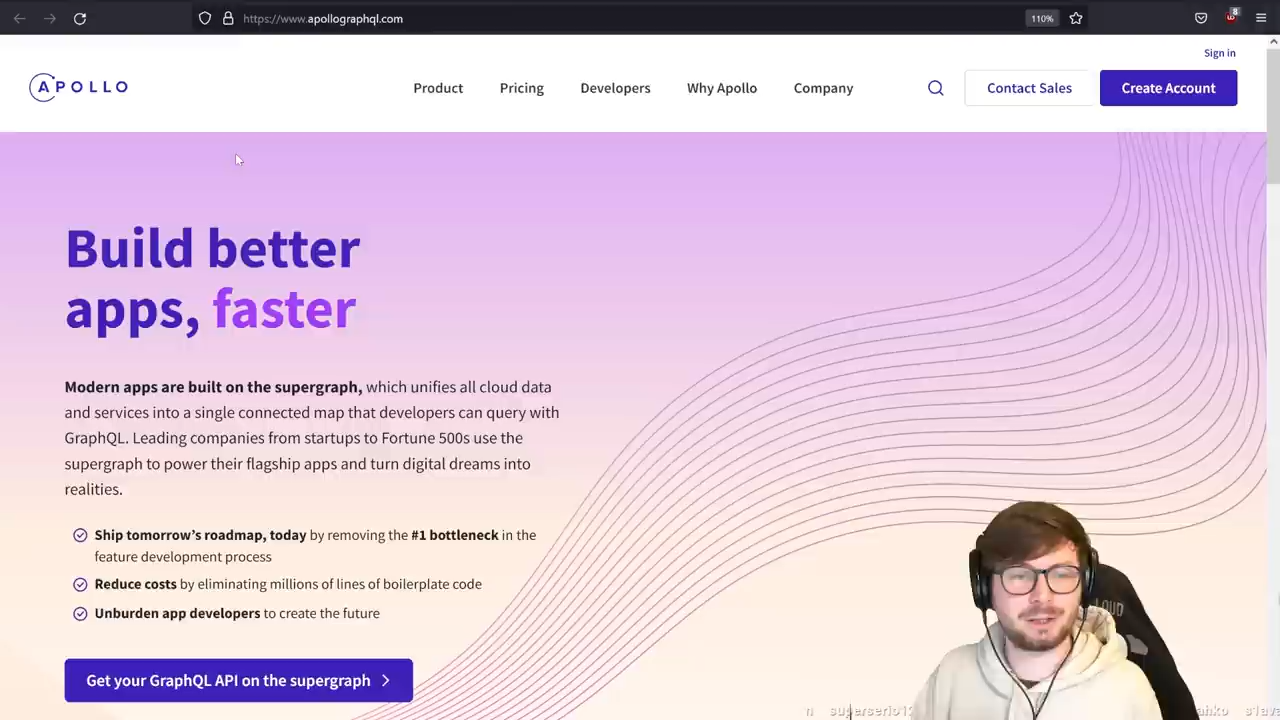 https://www.apollographql.com
110%
8
Sign in
APOLLO
Product
Pricing
Developers
Why Apollo
Company
Contact Sales
Create Account
Build better
apps, faster
Modern apps are built on the supergraph, which unifies all cloud data
and services into a single connected map that developers can query with
GraphQL. Leading companies from startups to Fortune 500s use the
supergraph to power their flagship apps and turn digital dreams into
realities.
Ship tomorrow's roadmap, today by removing the #1 bottleneck in the
feature development process
Reduce costs by eliminating millions of lines of boilerplate code
Unburden app developers to create the future
Get your GraphQL API on the supergraph